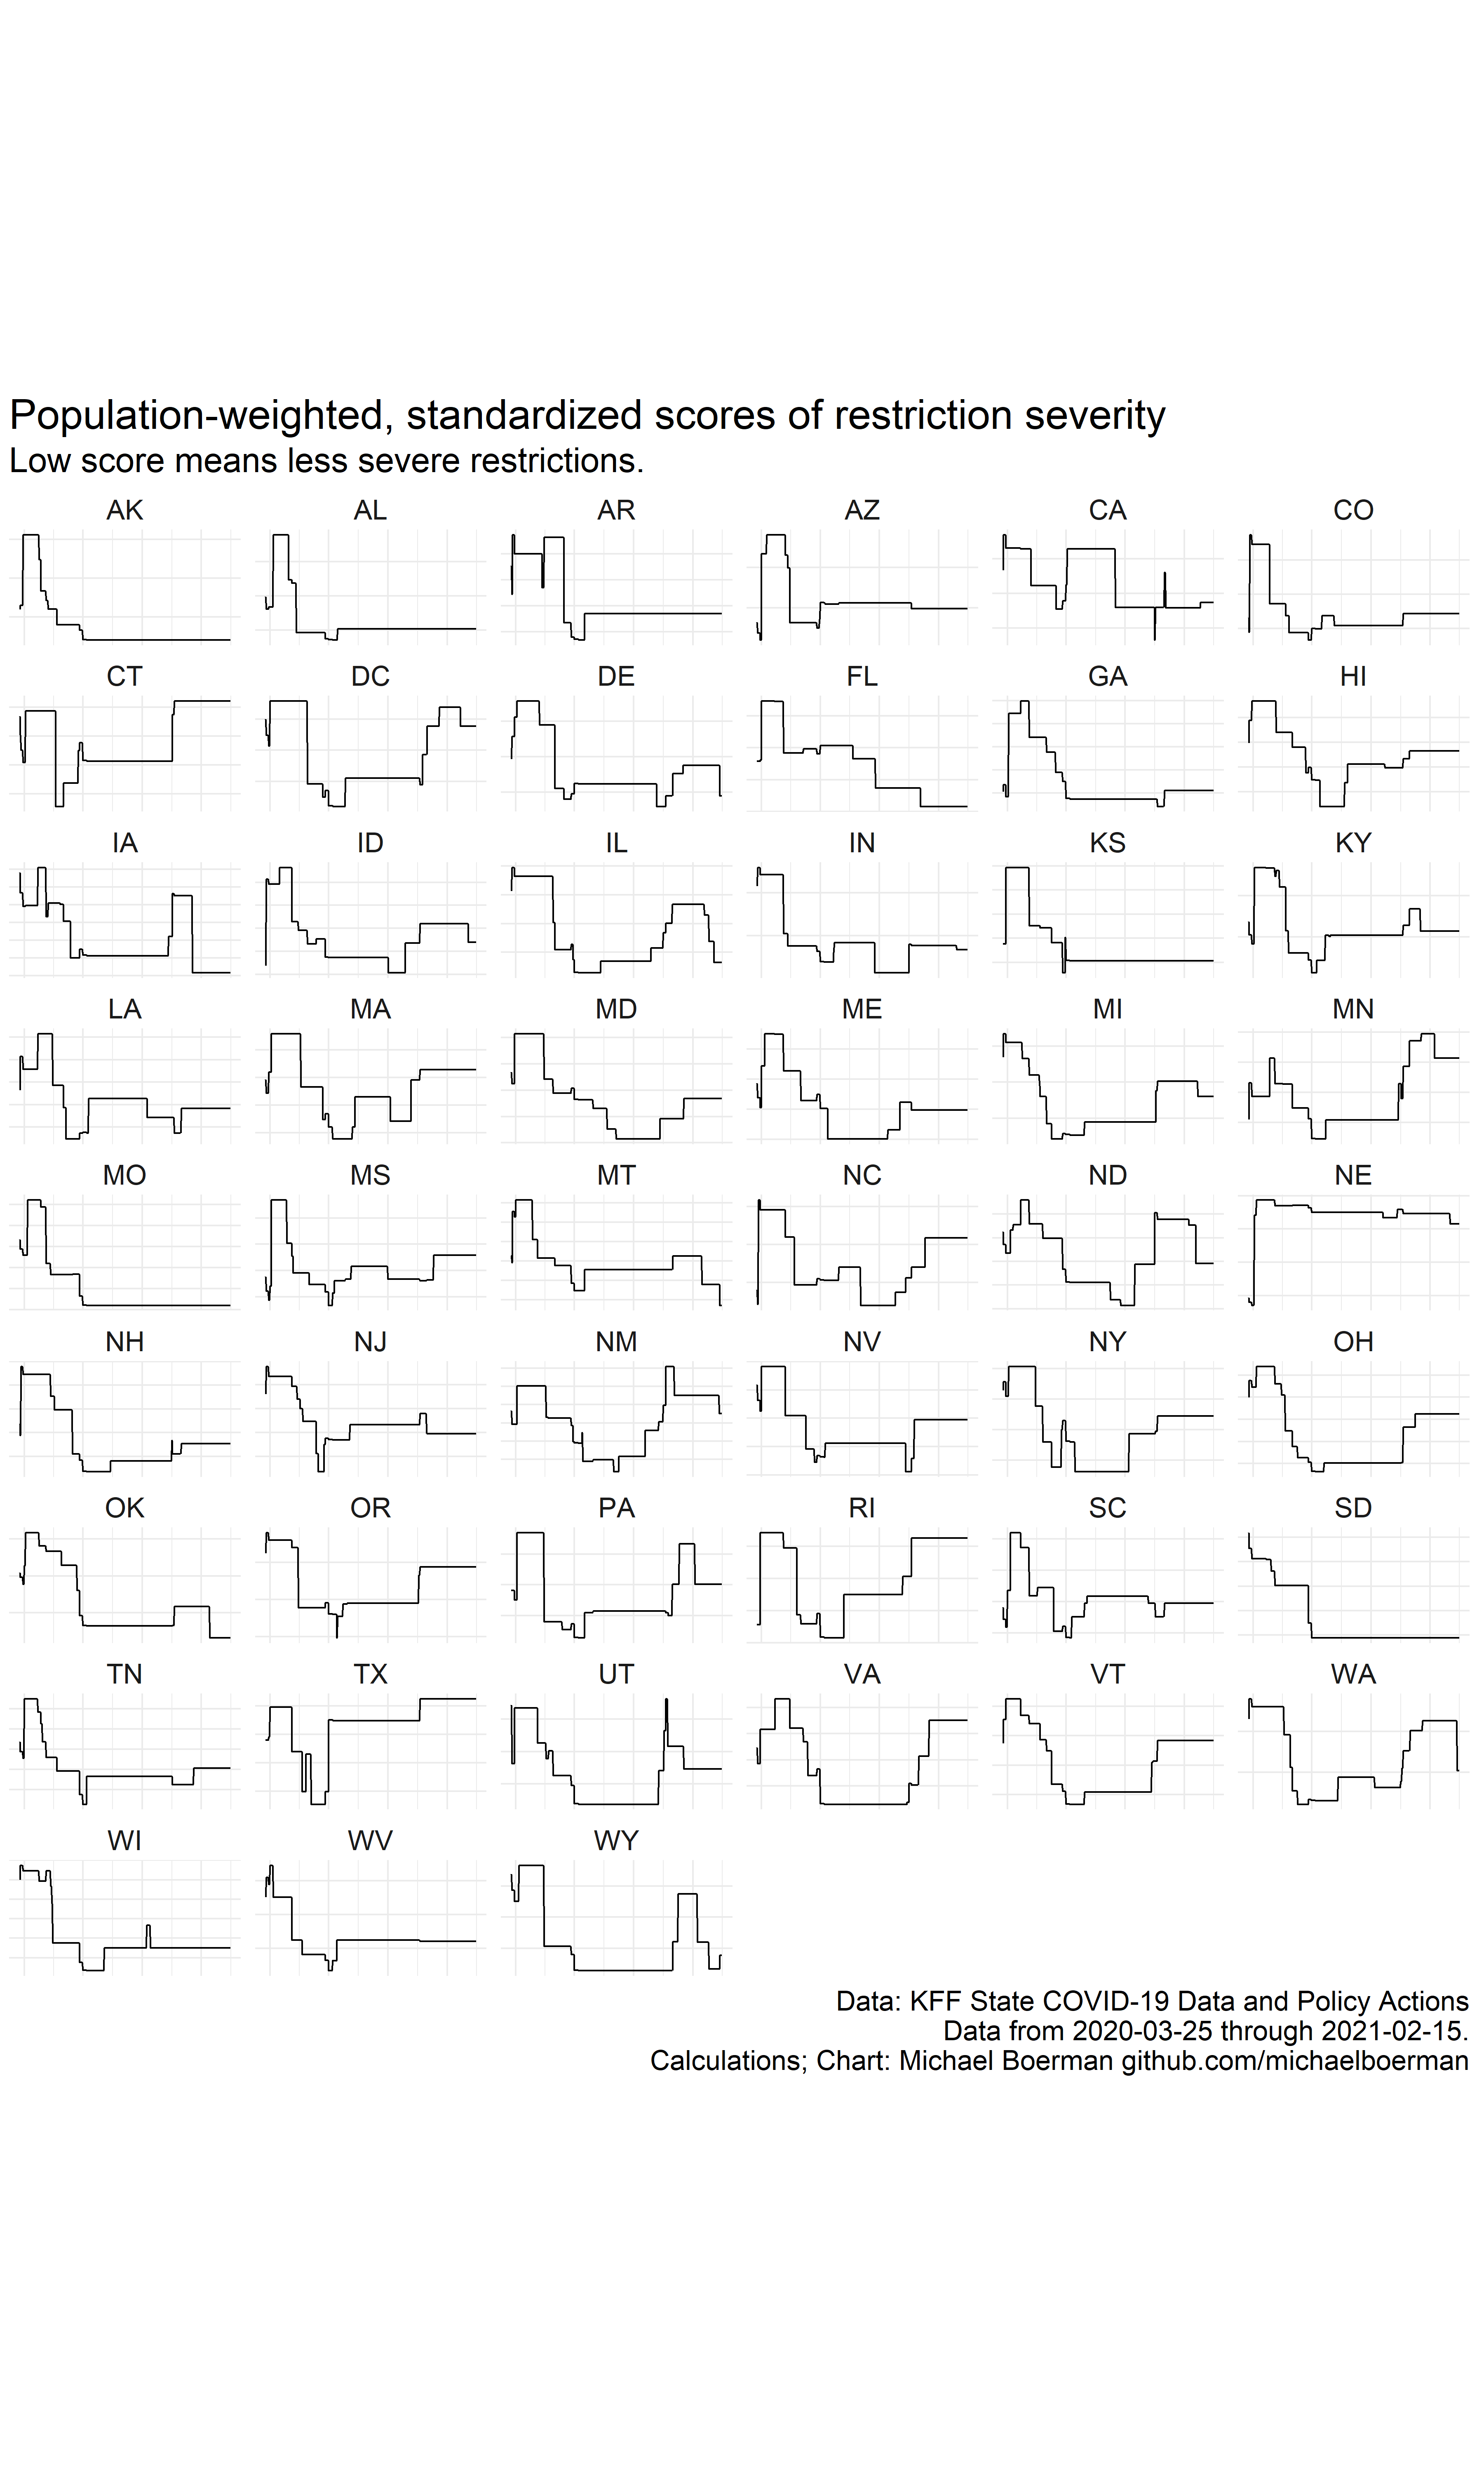 Population-weighted, standardized scores of restriction severity
Low score means less severe restrictions.
AK AL AR AZ CA CO
CT DC DE FL GA HI
IA ID IL IN KS KY
LA MA MD ME MI MN
MO MS MT NC ND NE
NH NJ NM NV NY OH
OK OR PA RI SC SD
TN TX UT VA VT WA
WI WV WY
Data: KFF State COVID-19 Data and Policy Actions
Data from 2020-03-25 through 2021-02-15.
Calculations; Chart: Michael Boerman github.com/michaelboerman